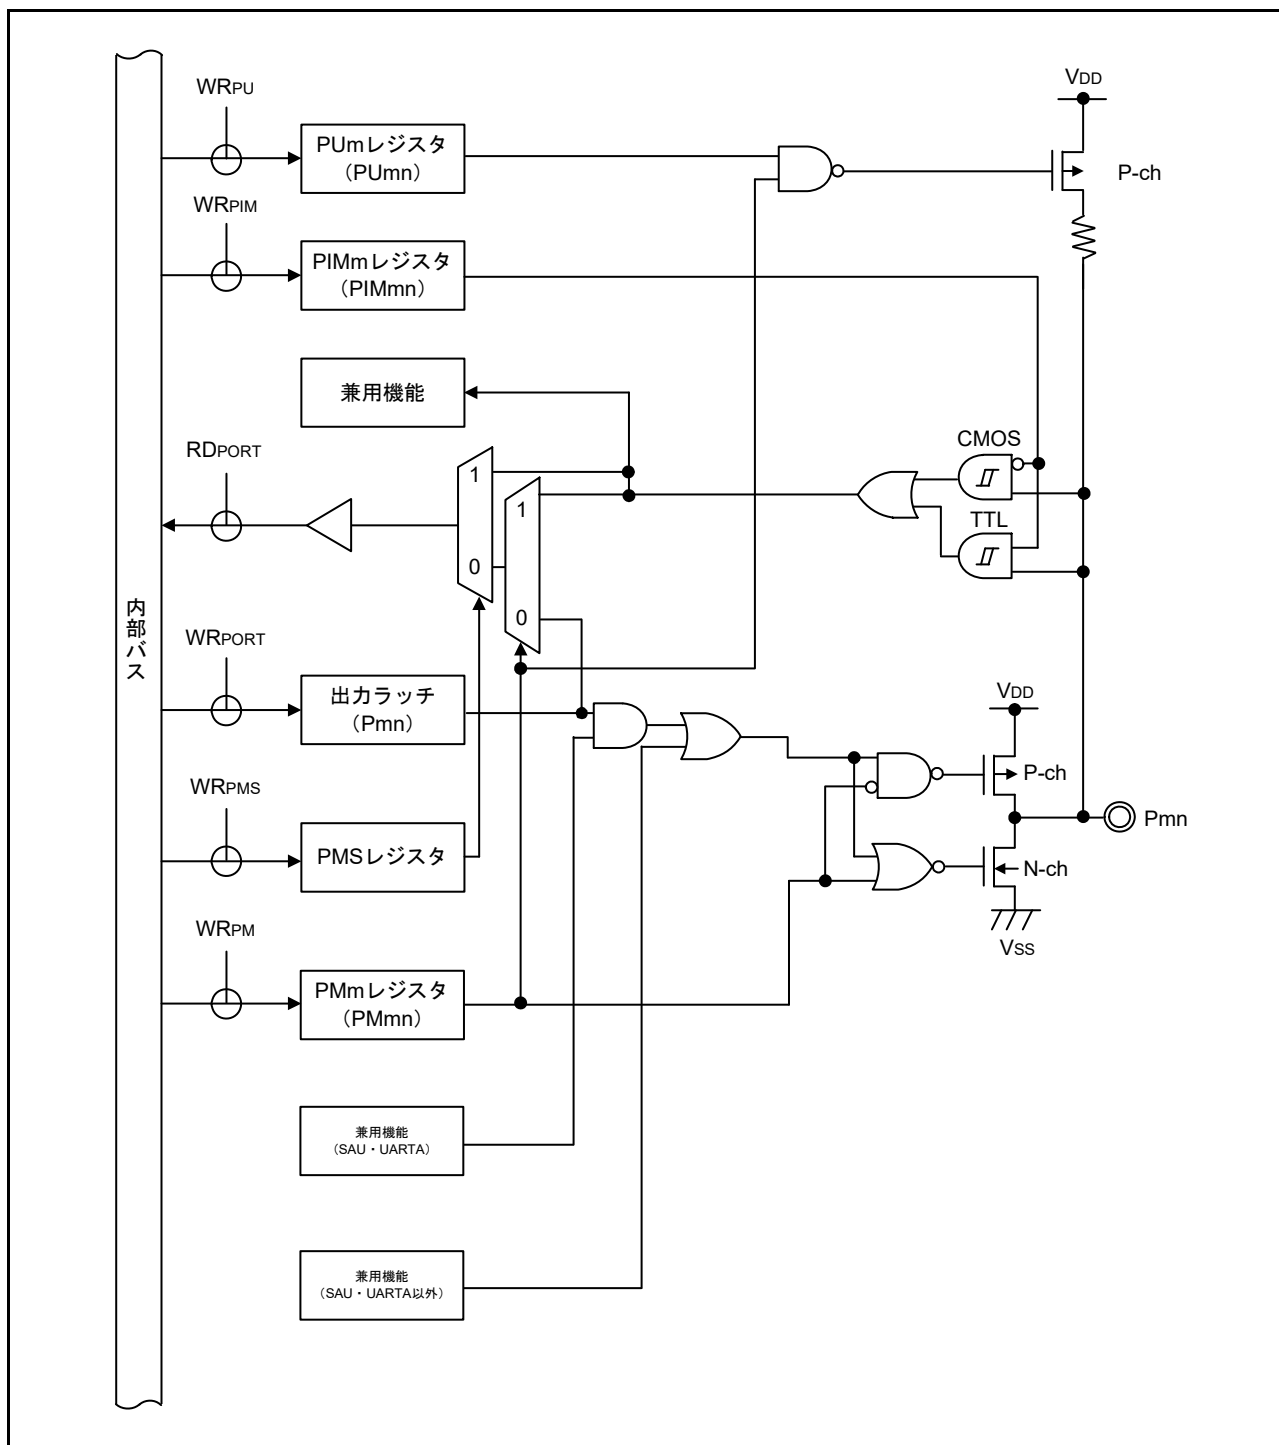 WRPU
PUmレジスタ
（PUmn）
VDD
P-ch
WRPIM
PIMmレジスタ
（PIMmn）
兼用機能
CMOS
RDPORT
1
1
TTL
0
0
内部バス
WRPORT
出力ラッチ
（Pmn）
VDD
P-ch
WRPMS
PMSレジスタ
Pmn
N-ch
WRPM
VSS
PMmレジスタ
（PMmn）
兼用機能
（SAU・UARTA）
兼用機能
（SAU・UARTA以外）